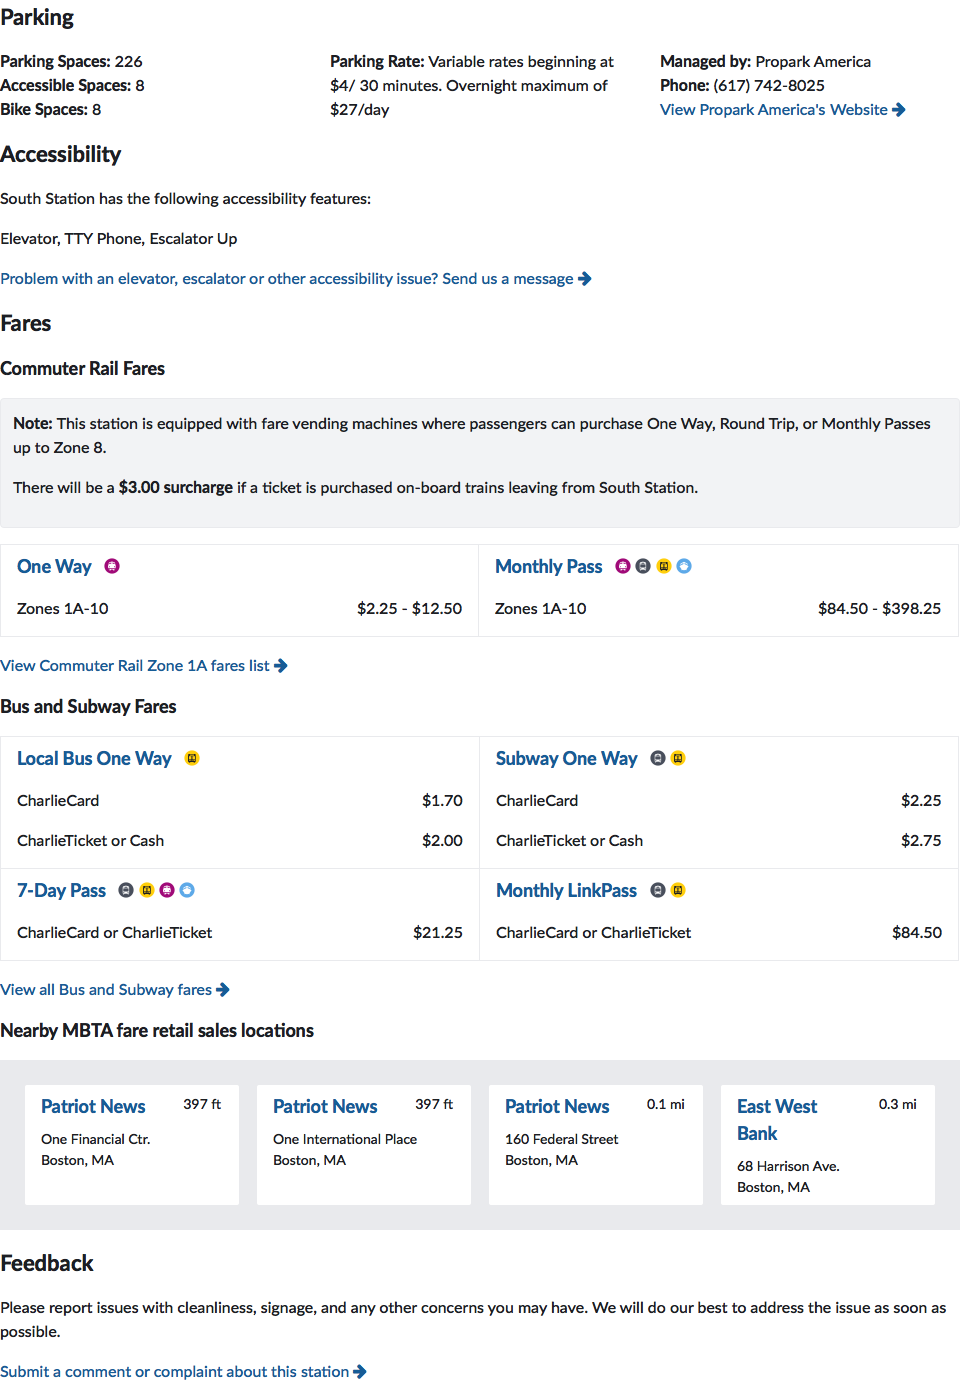 Parking
Parking Spaces: 226
Accessible Spaces: 8
Bike Spaces: 8
Parking Rate: Variable rates beginning at
$4/ 30 minutes. Overnight maximum of
$27/day
Managed by: Propark America
Phone: (617) 742-8025
View Propark America's Website
Accessibility
South Station has the following accessibility features:
Elevator, TTY Phone, Escalator Up
Problem with an elevator, escalator or other accessibility issue? Send us a message
Fares
Commuter Rail Fares
Note: This station is equipped with fare vending machines where passengers can purchase One Way, Round Trip, or Monthly Passes
up to Zone 8.
There will be a $3.00 surcharge if a ticket is purchased on-board trains leaving from South Station.
One Way
Zones 1A-10 $2.25 - $12.50
Monthly Pass
Zones 1A-10 $84.50 - $398.25
View Commuter Rail Zone 1A fares list
Bus and Subway Fares
Local Bus One Way
CharlieCard $1.70
CharlieTicket or Cash $2.00
Subway One Way
CharlieCard $2.25
CharlieTicket or Cash $2.75
7-Day Pass
CharlieCard or CharlieTicket $21.25
Monthly LinkPass
CharlieCard or CharlieTicket $84.50
View all Bus and Subway fares
Nearby MBTA fare retail sales locations
Patriot News 397 ft
One Financial Ctr.
Boston, MA
Patriot News 397 ft
One International Place
Boston, MA
Patriot News 0.1 mi
160 Federal Street
Boston, MA
East West 0.3 mi
Bank
68 Harrison Ave.
Boston, MA
Feedback
Please report issues with cleanliness, signage, and any other concerns you may have. We will do our best to address the issue as soon as
possible.
Submit a comment or complaint about this station